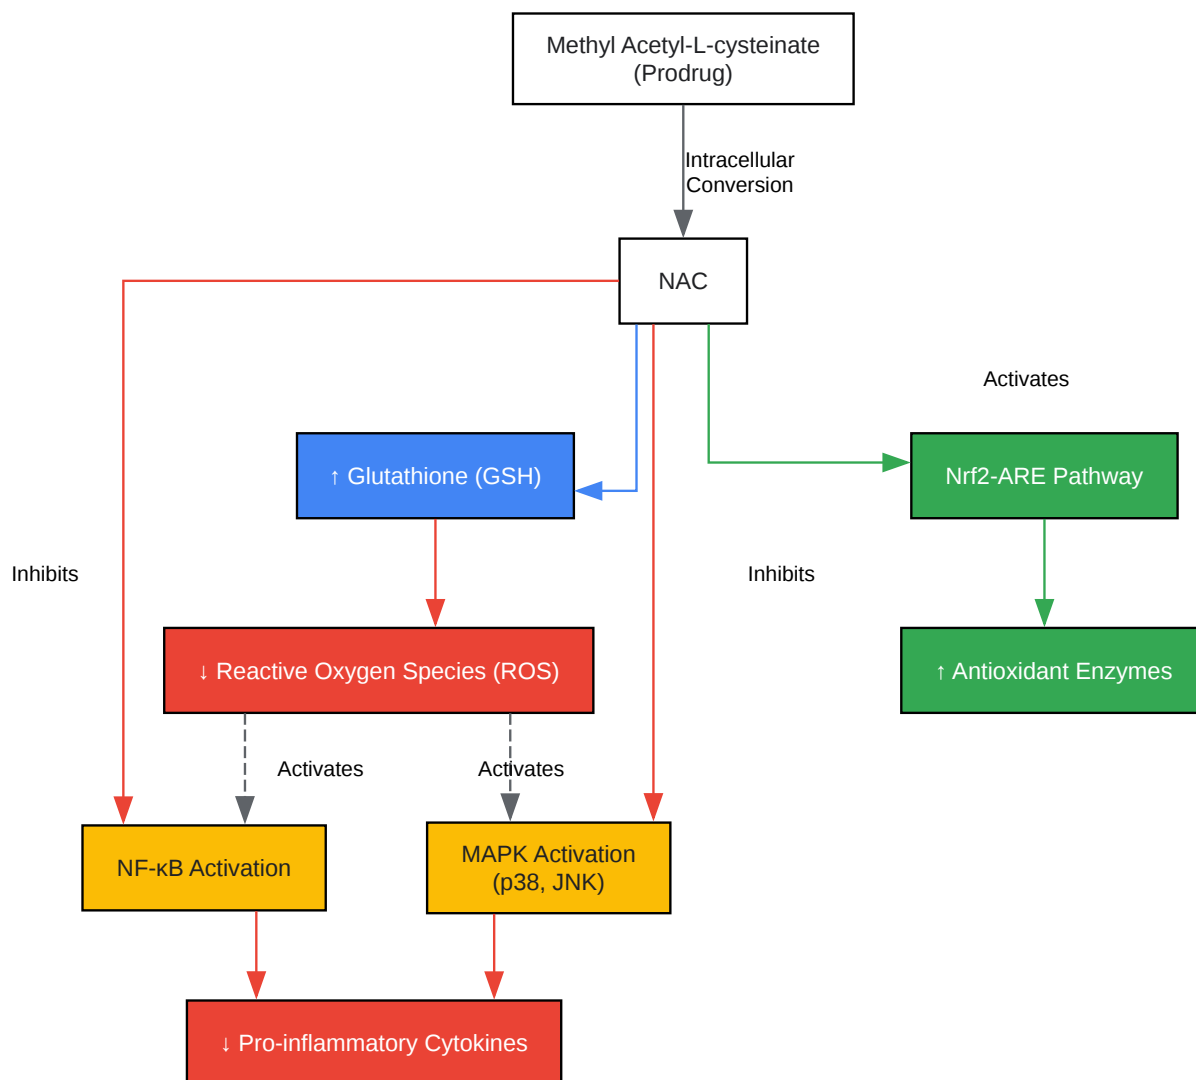 Methyl Acetyl-L-cysteinate
(Prodrug)
Intracellular
Conversion
NAC
Activates
↑ Glutathione (GSH)
Nrf2-ARE Pathway
Inhibits
Inhibits
↓ Reactive Oxygen Species (ROS)
↑ Antioxidant Enzymes
Activates
Activates
NF-κB Activation
MAPK Activation
(p38, JNK)
↓ Pro-inflammatory Cytokines